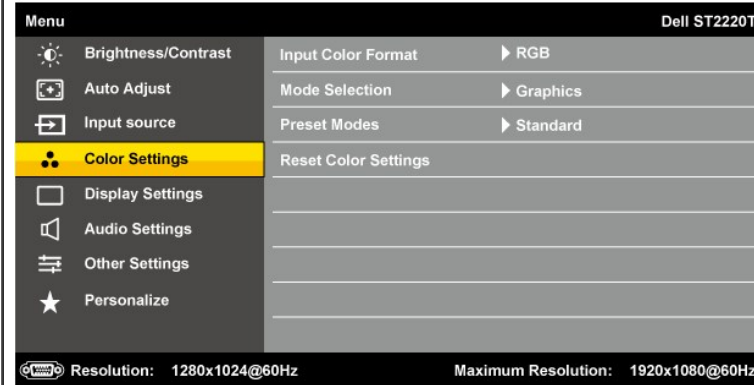 Menu Dell ST2220T
Brightness/Contrast Input Color Format RGB
Auto Adjust Mode Selection Graphics
Input source Preset Modes Standard
Color Settings Reset Color Settings
Display Settings
Audio Settings
Other Settings
Personalize
Resolution: 1280x1024@60Hz Maximum Resolution: 1920x1080@60Hz